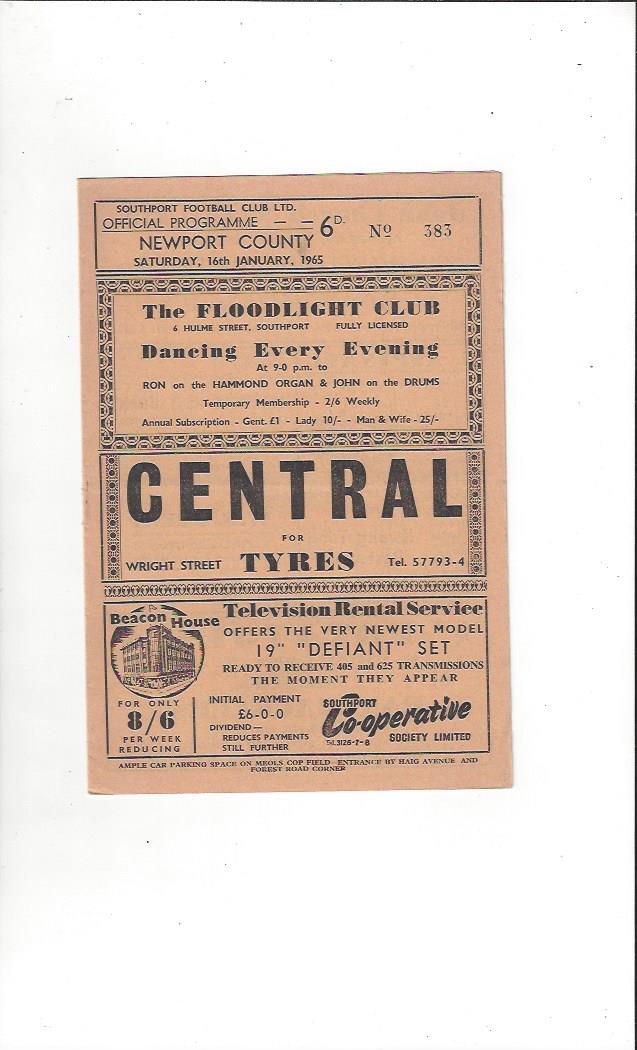 SOUTHPORT FOOTBALL CLUB LTD.
OFFICIAL PROGRAMME — — 6D.
Nº 383
NEWPORT COUNTY
SATURDAY, 16th JANUARY, 1965
The FLOODLIGHT CLUB
6 HULME STREET, SOUTHPORT FULLY LICENSED
Dancing Every Evening
At 9-0 p.m. to
RON on the HAMMOND ORGAN & JOHN on the DRUMS
Temporary Membership - 2/6 Weekly
Annual Subscription - Gent. £1 - Lady 10/- - Man & Wife - 25/-
CENTRAL
FOR
WRIGHT STREET TYRES Tel. 57793-4
Beacon House
Television Rental Service
OFFERS THE VERY NEWEST MODEL
19" "DEFIANT" SET
READY TO RECEIVE 405 and 625 TRANSMISSIONS
THE MOMENT THEY APPEAR
FOR ONLY
8/6
PER WEEK
REDUCING
INITIAL PAYMENT
£6-0-0
DIVIDEND—
REDUCES PAYMENTS
STILL FURTHER
SOUTHPORT
Co-operative
SOCIETY LIMITED
Tel. 3126-7-8
AMPLE CAR PARKING SPACE ON MEOLS COP FIELD ENTRANCE BY HAIG AVENUE AND
FOREST ROAD CORNER